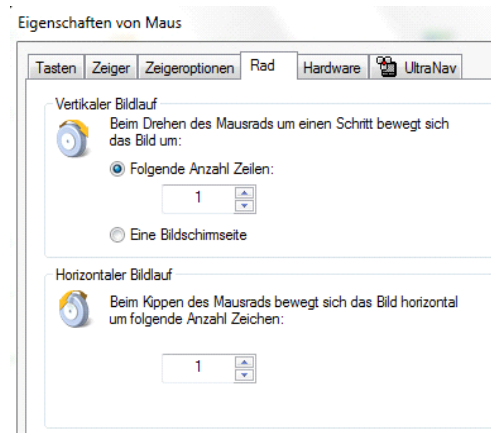 Eigenschaften von Maus
Tasten Zeiger Zeigeroptionen Rad Hardware UltraNav
Vertikaler Bildlauf
Beim Drehen des Mausrads um einen Schritt bewegt sich
das Bild um:
Folgende Anzahl Zeilen:
1
Eine Bildschirmseite
Horizontaler Bildlauf
Beim Kippen des Mausrads bewegt sich das Bild horizontal
um folgende Anzahl Zeichen:
1